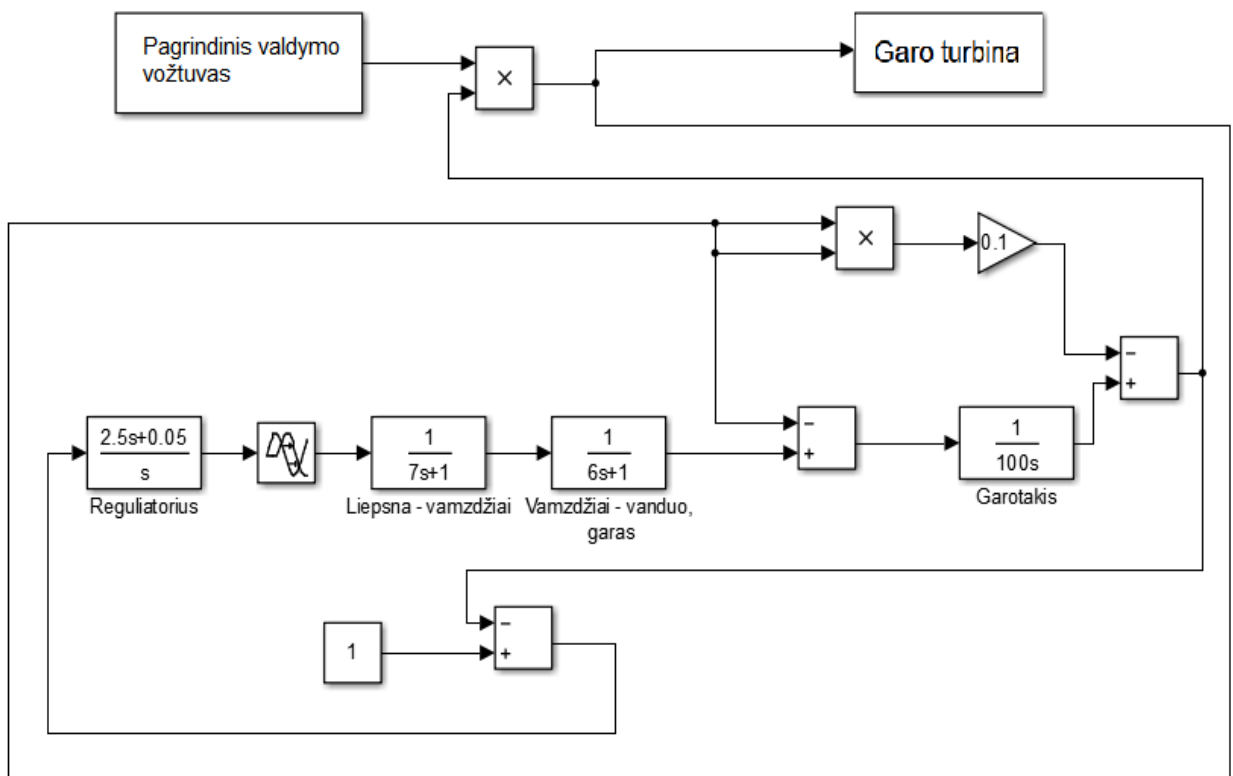 Pagrindinis valdymo
vožtuvas
×
Garo turbina
×
0.1
−
+
2.5s+0.05
s
Reguliatorius
1
7s+1
Liepsna - vamzdžiai
1
6s+1
Vamzdžiai - vanduo,
garas
−
+
1
100s
Garotakis
1
−
+